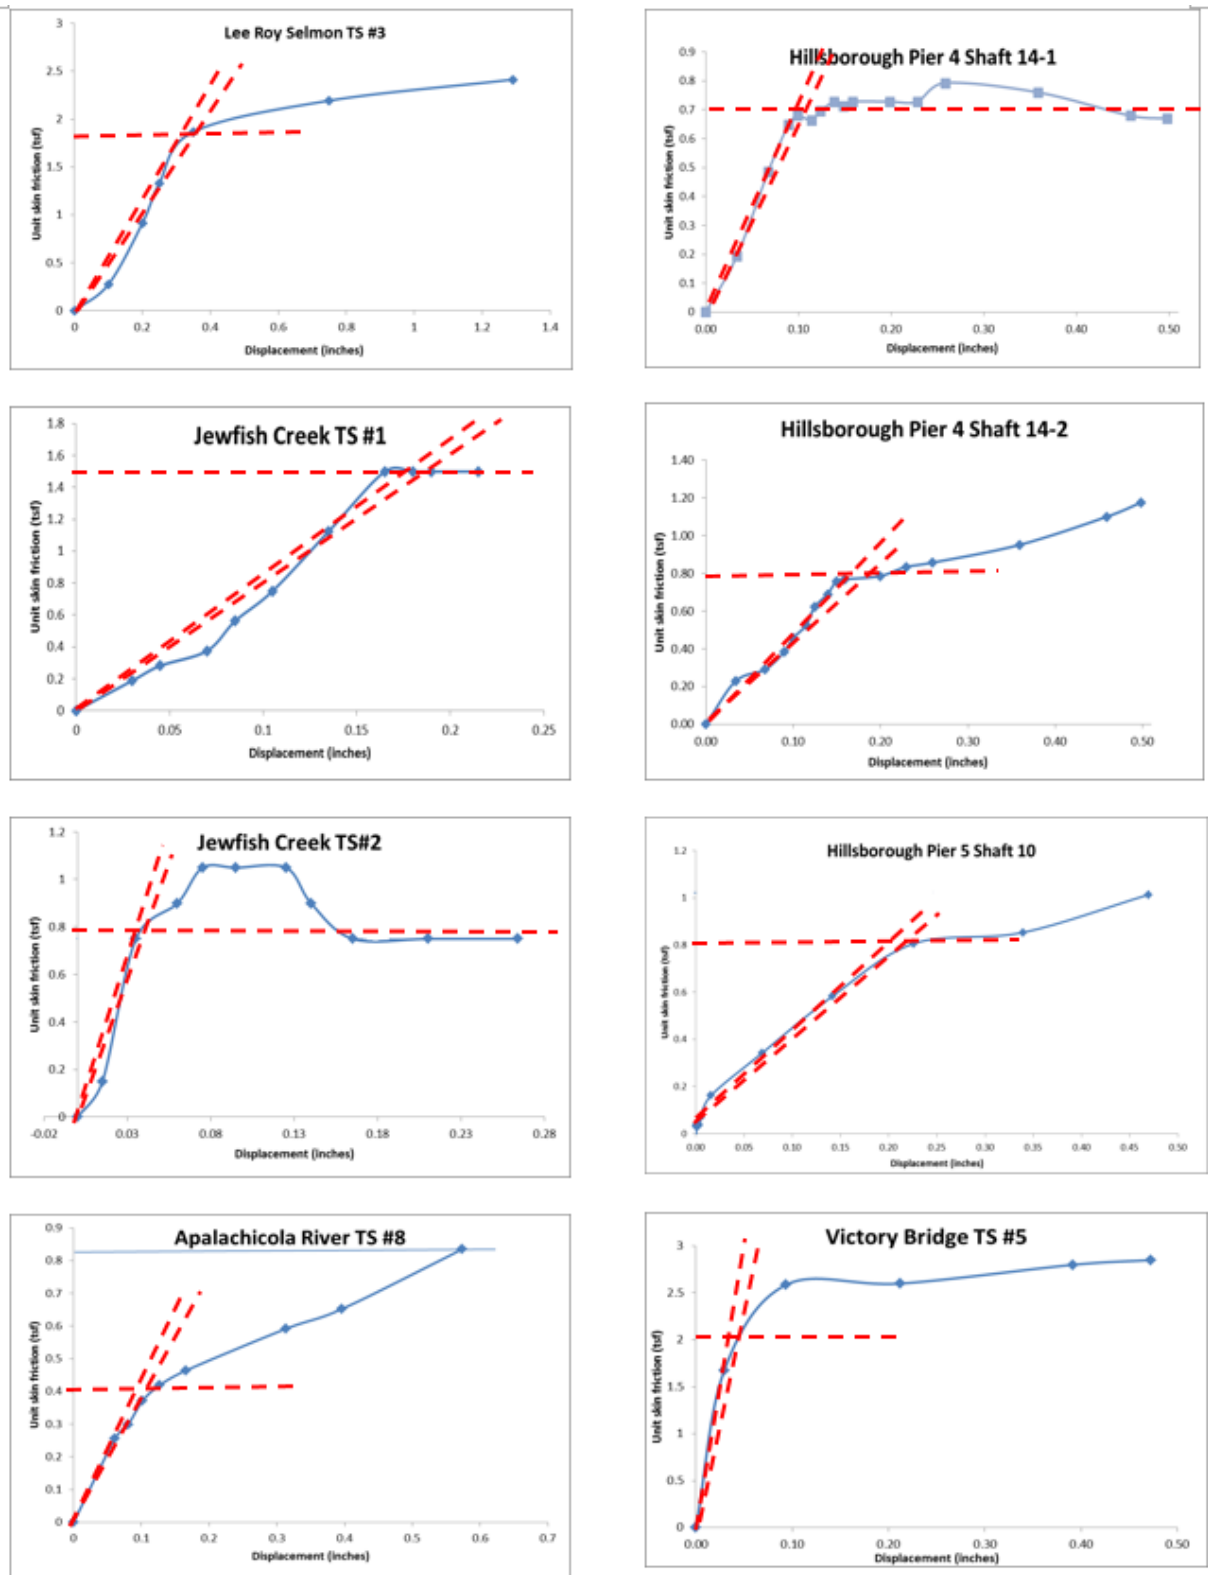 Lee Roy Selmon TS #3
Unit skin friction (tsf)
3
2.5
2
1.5
1
0.5
0
0 0.2 0.4 0.6 0.8 1 1.2 1.4
Displacement (inches)
Hillsborough Pier 4 Shaft 14-1
Unit skin friction (tsf)
0.9
0.8
0.7
0.6
0.5
0.4
0.3
0.2
0.1
0
0.00 0.10 0.20 0.30 0.40 0.50
Displacement (inches)
Jewfish Creek TS #1
Unit skin friction (tsf)
1.8
1.6
1.4
1.2
1
0.8
0.6
0.4
0.2
0
0 0.05 0.1 0.15 0.2 0.25
Displacement (inches)
Hillsborough Pier 4 Shaft 14-2
Unit skin friction (tsf)
1.40
1.20
1.00
0.80
0.60
0.40
0.20
0.00
0.00 0.10 0.20 0.30 0.40 0.50
Displacement (inches)
Jewfish Creek TS#2
Unit skin friction (tsf)
1.2
1
0.8
0.6
0.4
0.2
0
-0.02 0.03 0.08 0.13 0.18 0.23 0.28
Displacement (inches)
Hillsborough Pier 5 Shaft 10
Unit skin friction (tsf)
1.2
1
0.8
0.6
0.4
0.2
0
0.00 0.05 0.10 0.15 0.20 0.25 0.30 0.35 0.40 0.45 0.50
Displacement (inches)
Apalachicola River TS #8
Unit skin friction (tsf)
0.9
0.8
0.7
0.6
0.5
0.4
0.3
0.2
0.1
0
0 0.1 0.2 0.3 0.4 0.5 0.6 0.7
Displacement (inches)
Victory Bridge TS #5
Unit skin friction (tsf)
3
2.5
2
1.5
1
0.5
0
0.00 0.10 0.20 0.30 0.40 0.50
Displacement (inches)